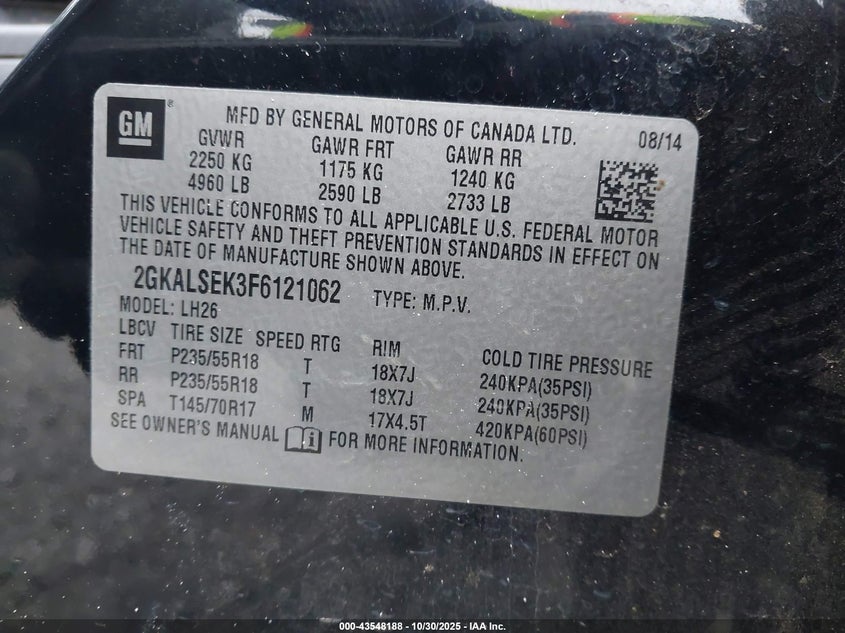 GM®
MFD BY GENERAL MOTORS OF CANADA LTD. 08/14
GVWR GAWR FRT GAWR RR
2250 KG 1175 KG 1240 KG
4960 LB 2590 LB 2733 LB
THIS VEHICLE CONFORMS TO ALL APPLICABLE U.S. FEDERAL MOTOR
VEHICLE SAFETY AND THEFT PREVENTION STANDARDS IN EFFECT ON
THE DATE OF MANUFACTURE SHOWN ABOVE.
2GKALSEK3F6121062 TYPE: M.P.V.
MODEL: LH26
LBCV TIRE SIZE SPEED RTG RIM COLD TIRE PRESSURE
FRT P235/55R18 T 18X7J 240KPA(35PSI)
RR P235/55R18 T 18X7J 240KPA(35PSI)
SPA T145/70R17 M 17X4.5T 420KPA(60PSI)
SEE OWNER'S MANUAL FOR MORE INFORMATION.
000-43548188 - 10/30/2025 - IAA Inc.